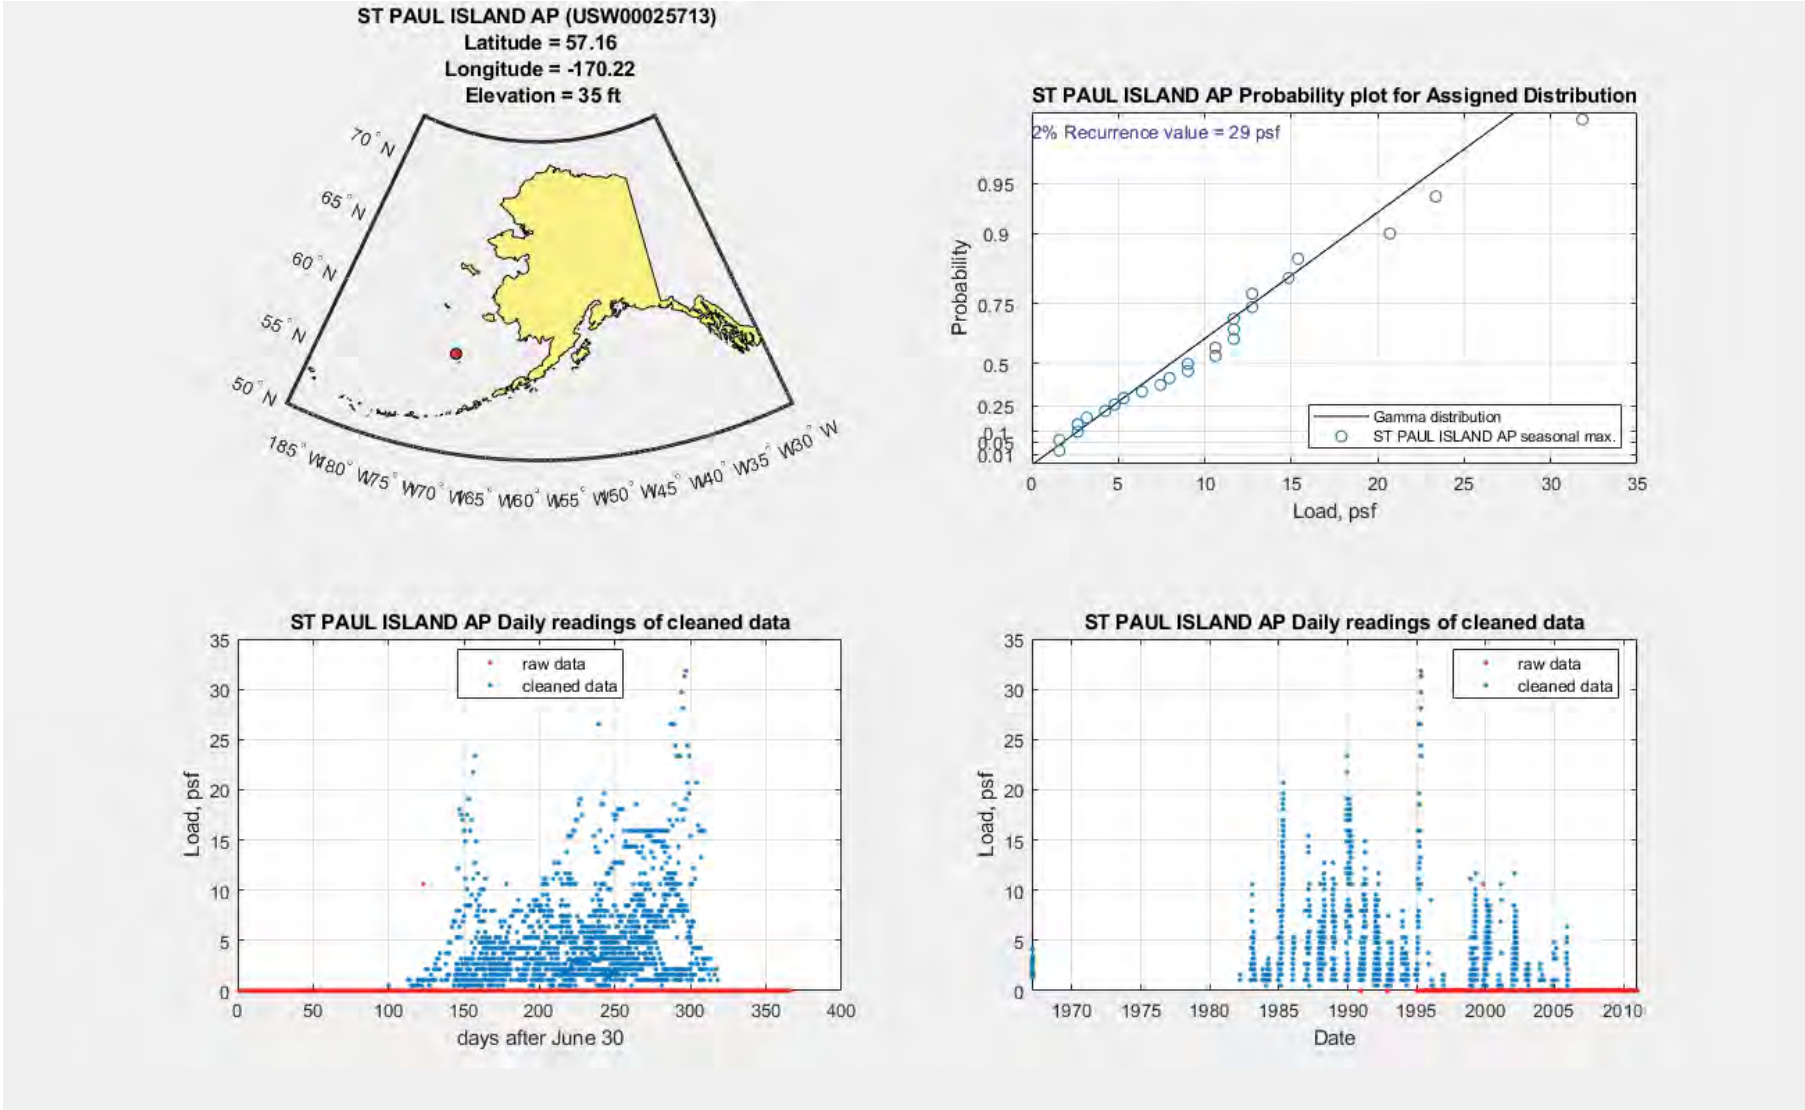 ST PAUL ISLAND AP (USW00025713)
Latitude = 57.16
Longitude = -170.22
Elevation = 35 ft
70° N
65° N
60° N
55° N
50° N
185° W
180° W
175° W
170° W
165° W
160° W
155° W
150° W
145° W
140° W
135° W
130° W
ST PAUL ISLAND AP Probability plot for Assigned Distribution
2% Recurrence value = 29 psf
Probability
0.95
0.9
0.75
0.5
0.25
0.1
0.05
0.01
Gamma distribution
ST PAUL ISLAND AP seasonal max.
0 5 10 15 20 25 30 35
Load, psf
ST PAUL ISLAND AP Daily readings of cleaned data
raw data
cleaned data
Load, psf
35
30
25
20
15
10
5
0
0 50 100 150 200 250 300 350 400
days after June 30
ST PAUL ISLAND AP Daily readings of cleaned data
raw data
cleaned data
Load, psf
35
30
25
20
15
10
5
0
1970 1975 1980 1985 1990 1995 2000 2005 2010
Date